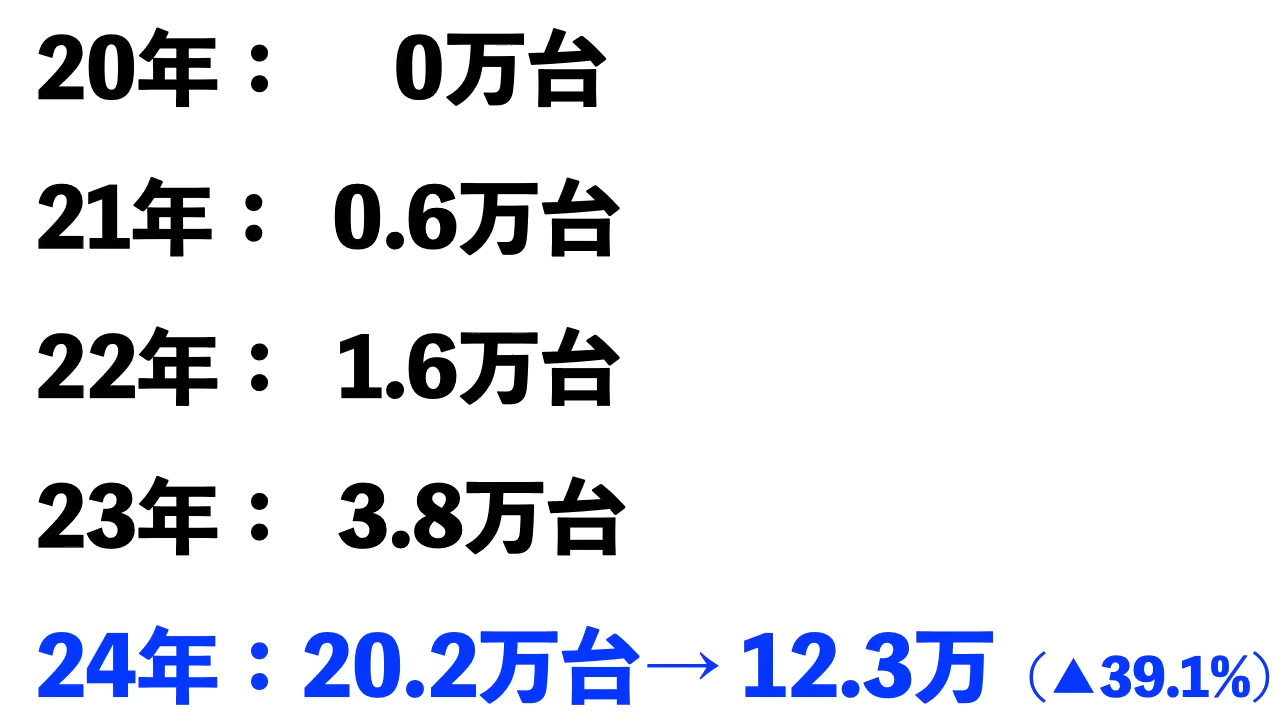 20年： 0万台
21年： 0.6万台
22年： 1.6万台
23年： 3.8万台
24年：20.2万台→ 12.3万（▲39.1%）